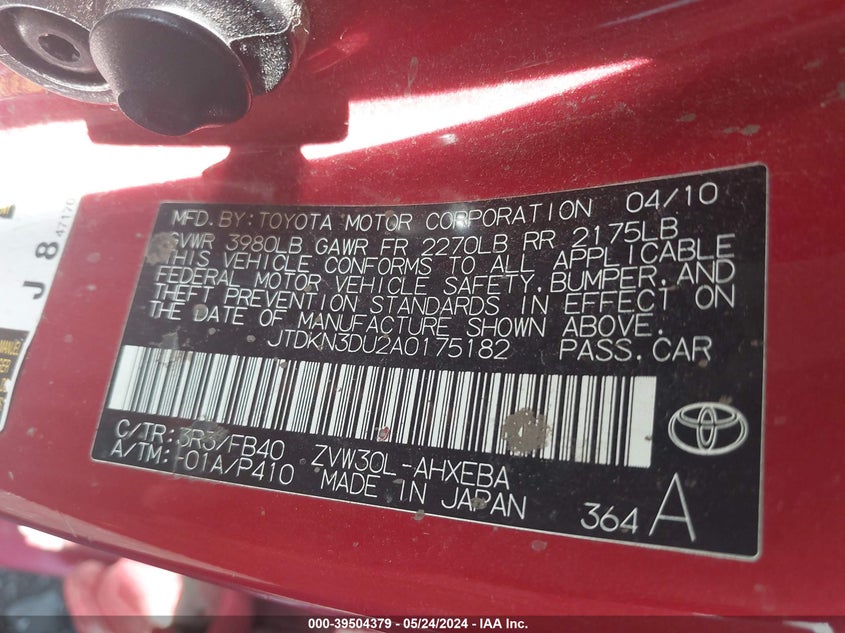 MFD. BY: TOYOTA MOTOR CORPORATION 04/10
GVWR 3980LB GAWR FR 2270LB RR 2175LB
THIS VEHICLE CONFORMS TO ALL APPLICABLE
FEDERAL MOTOR VEHICLE SAFETY, BUMPER, AND
THEFT PREVENTION STANDARDS IN EFFECT ON
THE DATE OF MANUFACTURE SHOWN ABOVE.
JTDKN3DU2A0175182 PASS.CAR
C/TR: 3R3/FB40 ZVW30L-AHXEBA
A/TM: -01A/P410 MADE IN JAPAN
364 A
J 8
47170
000-39504379 - 05/24/2024 - IAA Inc.